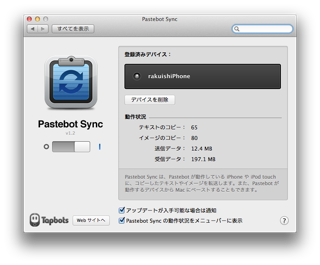 Pastebot Sync
すべてを表示
登録済みデバイス：
rakuishiPhone
デバイスを削除
Pastebot Sync
動作状況
テキストのコピー： 65
イメージのコピー： 80
送信データ： 12.4 MB
受信データ： 197.1 MB
Pastebot Sync は、Pastebot が動作している iPhone や iPod touch
に、コピーしたテキストやイメージを転送します。また、Pastebot が
動作するデバイスから Mac にペーストすることもできます。
Tapbots
Webサイトへ
アップデートが入手可能な場合は通知
Pastebot Sync の動作状況をメニューバーに表示
?